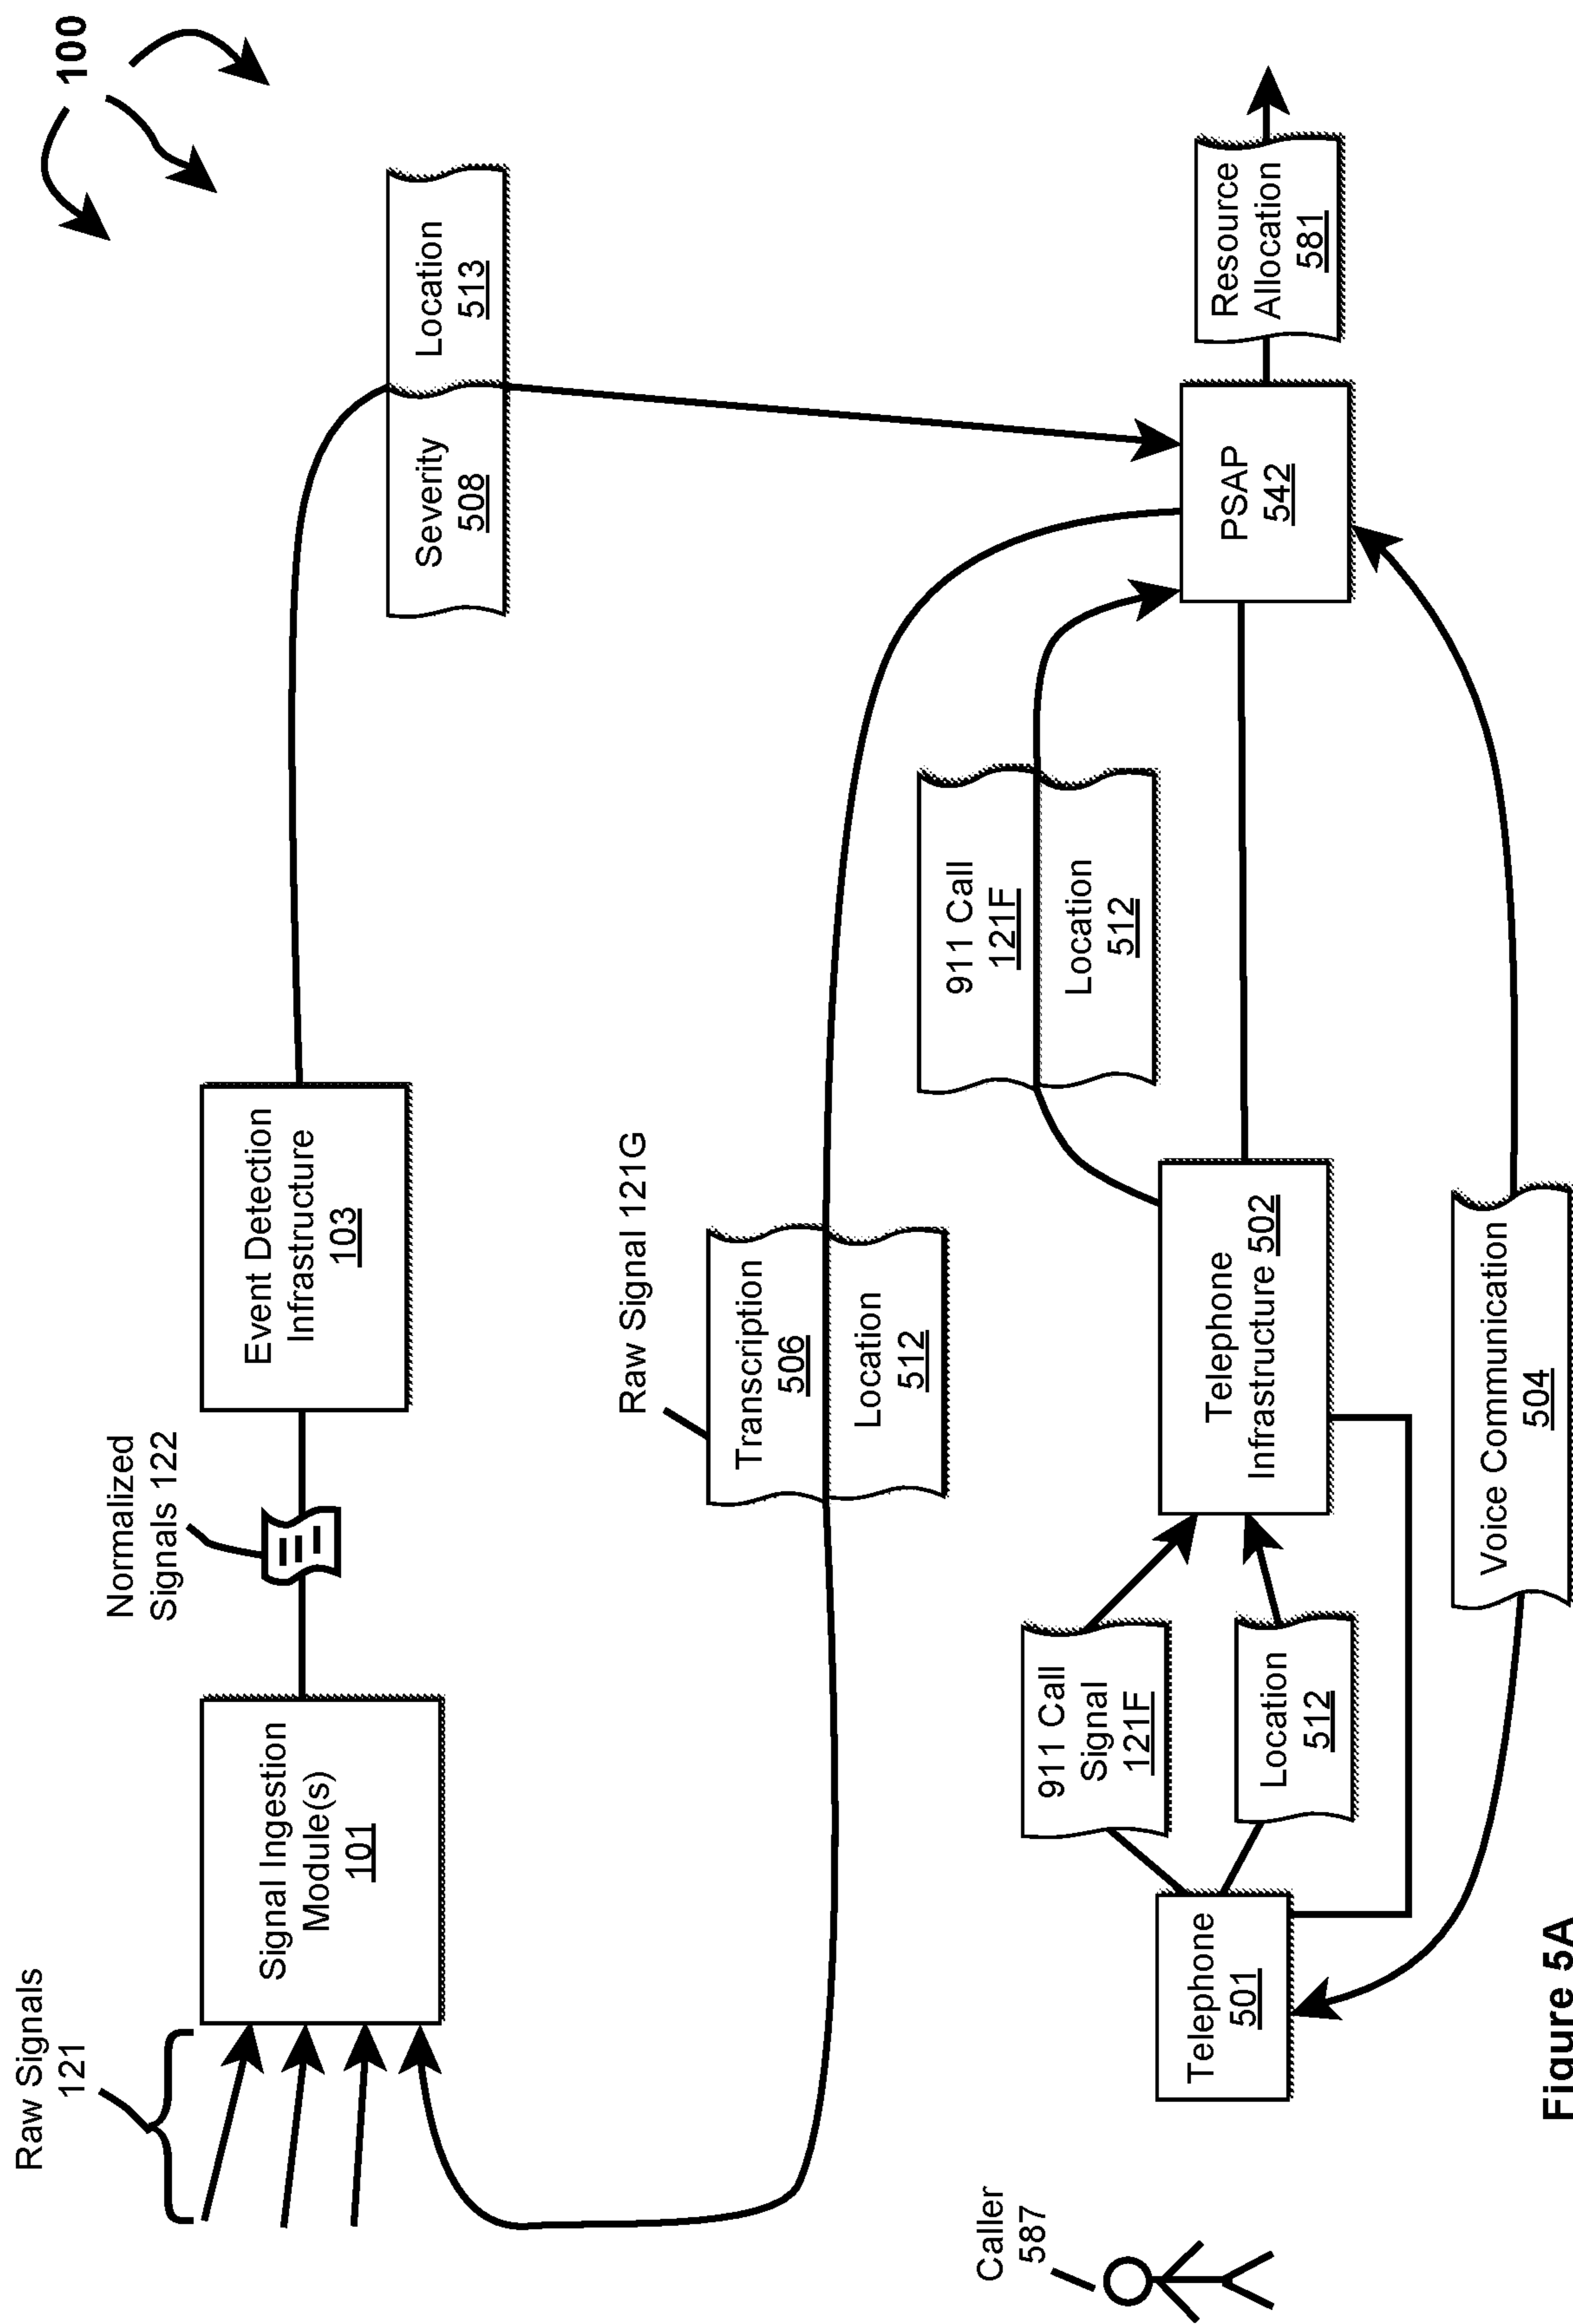 100
Raw Signals
121
Signal Ingestion
Module(s)
101
Normalized
Signals 122
Event Detection
Infrastructure
103
Severity
508
Location
513
Raw Signal 121G
Transcription
506
Location
512
911 Call
121F
Location
512
Caller
587
Telephone
501
911 Call
Signal
121F
Location
512
Telephone
Infrastructure 502
PSAP
542
Resource
Allocation
581
Voice Communication
504
Figure 5A